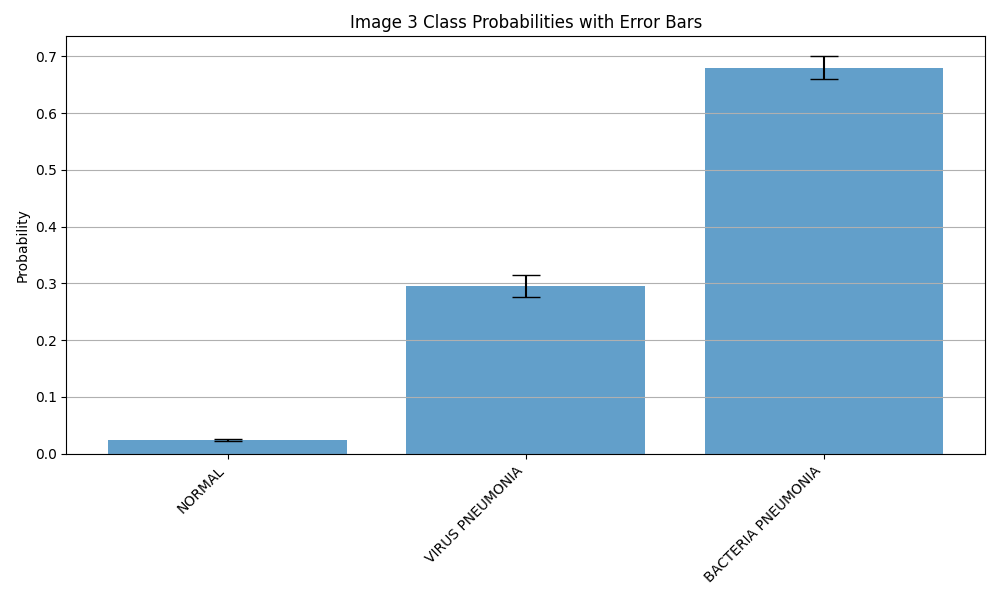 Image 3 Class Probabilities with Error Bars
Probability
0.7
0.6
0.5
0.4
0.3
0.2
0.1
0.0
NORMAL
VIRUS PNEUMONIA
BACTERIA PNEUMONIA